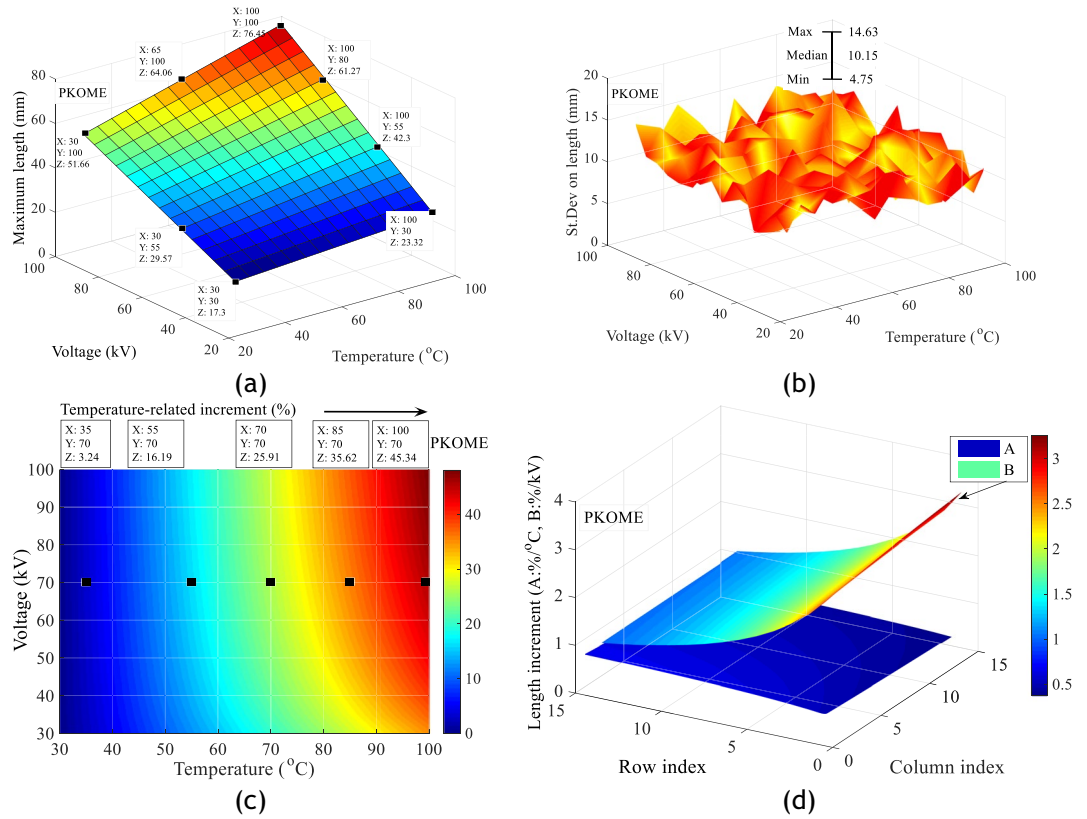 X: 100
Y: 100
Z: 76.45
X: 65
Y: 100
Z: 64.06
X: 100
Y: 80
Z: 61.27
X: 100
Y: 55
Z: 42.3
X: 30
Y: 100
Z: 51.66
X: 30
Y: 55
Z: 29.57
X: 100
Y: 30
Z: 23.32
X: 30
Y: 30
Z: 17.3
PKOME
Maximum length (mm)
80
60
40
20
0
100
80
60
40
20
Voltage (kV)
20
40
60
80
100
Temperature (°C)
(a)
Max 14.63
Median 10.15
Min 4.75
PKOME
St.Dev on length (mm)
20
15
10
5
0
100
80
60
40
20
Voltage (kV)
20
40
60
80
100
Temperature (°C)
(b)
Temperature-related increment (%)
X: 35
Y: 70
Z: 3.24
X: 55
Y: 70
Z: 16.19
X: 70
Y: 70
Z: 25.91
X: 85
Y: 70
Z: 35.62
X: 100
Y: 70
Z: 45.34
PKOME
Voltage (kV)
100
90
80
70
60
50
40
30
30 40 50 60 70 80 90 100
Temperature (°C)
40
30
20
10
0
(c)
A
B
PKOME
Length increment (A:%/°C, B:%/kV)
4
3
2
1
0
15
10
5
0
Row index
0
5
10
15
Column index
3
2.5
2
1.5
1
0.5
(d)